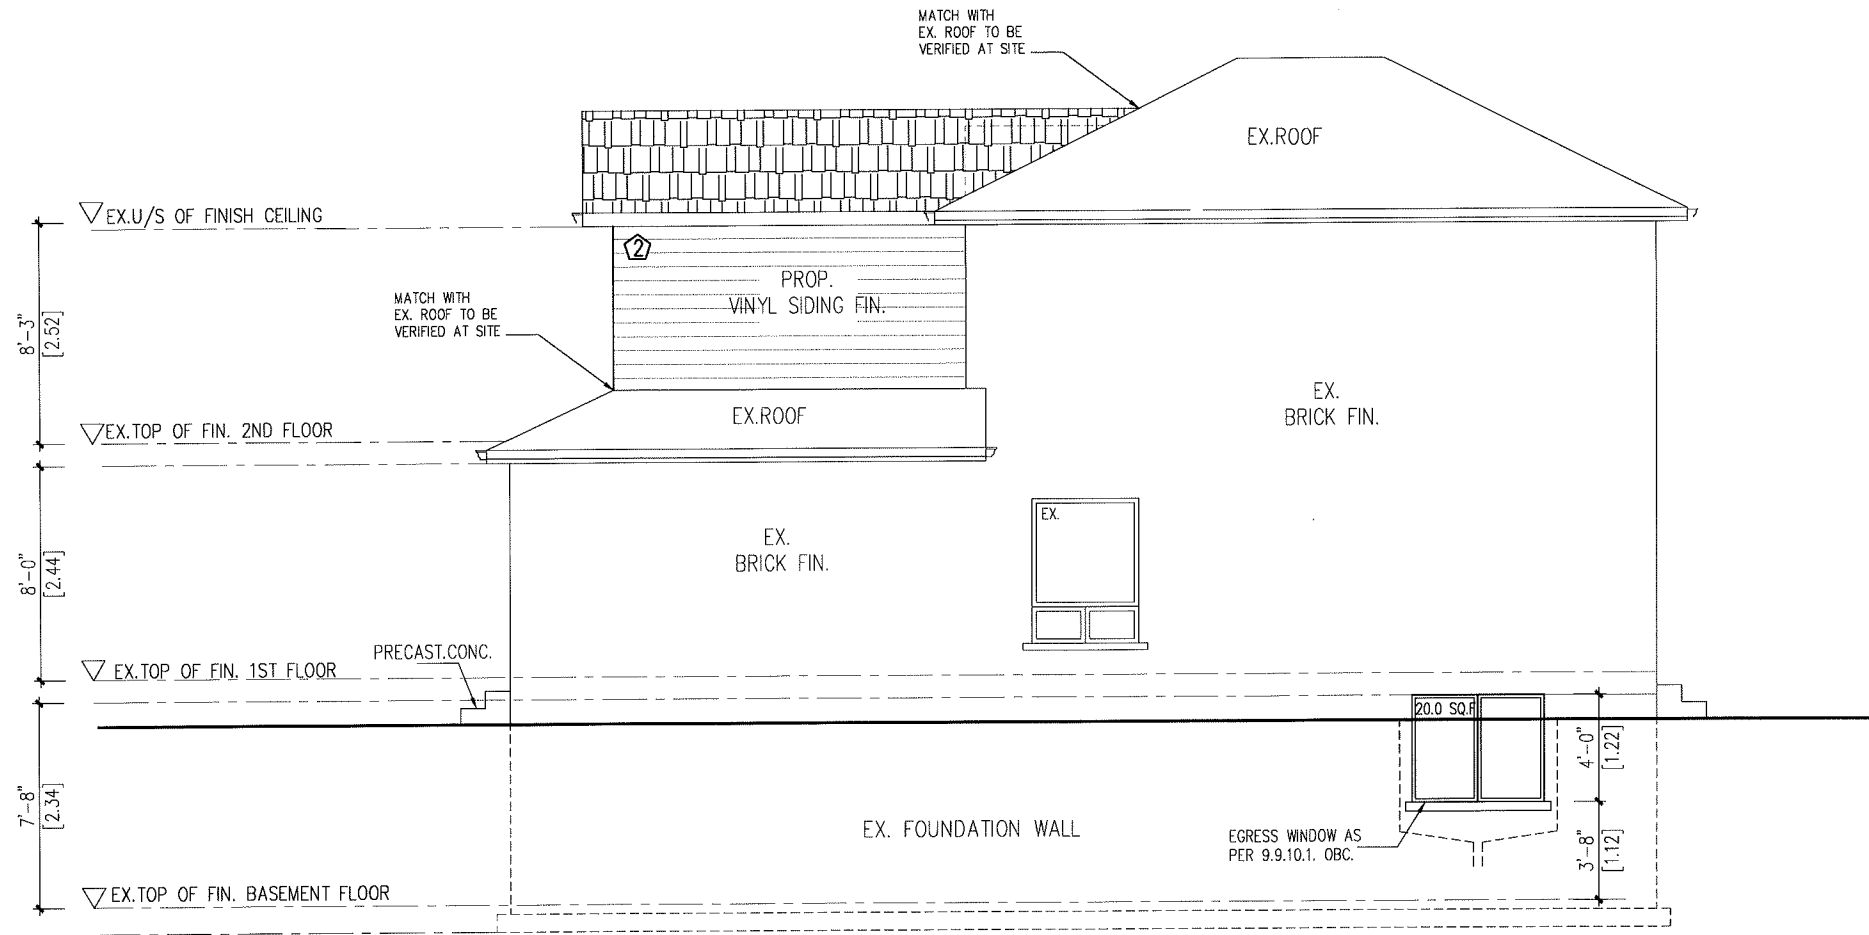 MATCH WITH
EX. ROOF TO BE
VERIFIED AT SITE
EX.ROOF
EX.U/S OF FINISH CEILING
2
PROP.
VINYL SIDING FIN.
MATCH WITH
EX. ROOF TO BE
VERIFIED AT SITE
8'-3"
[2.52]
EX.
BRICK FIN.
EX.ROOF
EX.TOP OF FIN. 2ND FLOOR
EX.
EX.
BRICK FIN.
8'-0"
[2.44]
PRECAST.CONC.
EX.TOP OF FIN. 1ST FLOOR
20.0 SQ.F
4'-0"
[1.22]
7'-8"
[2.34]
EX. FOUNDATION WALL
EGRESS WINDOW AS
PER 9.9.10.1. OBC.
3'-8"
[1.12]
EX.TOP OF FIN. BASEMENT FLOOR